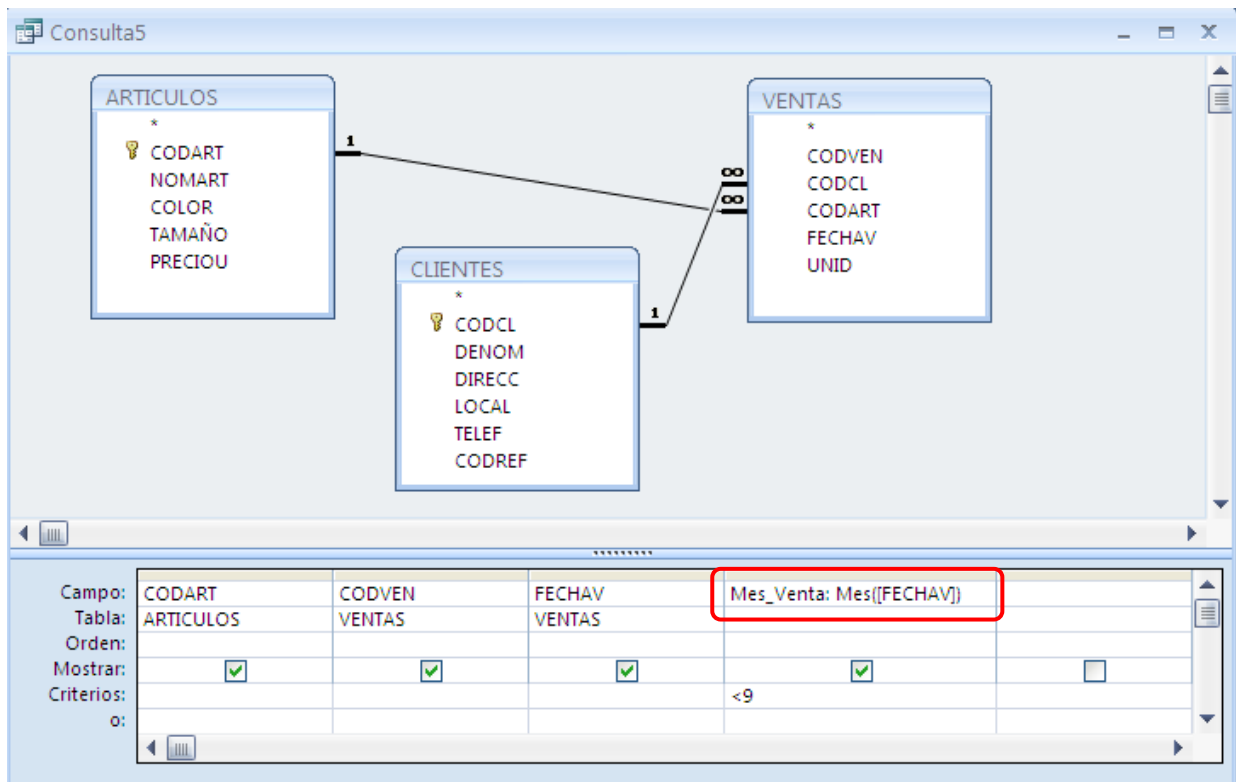 Consulta5
ARTICULOS
*
CODART
NOMART
COLOR
TAMAÑO
PRECIOU
1
CLIENTES
*
CODCL
DENOM
DIRECC
LOCAL
TELEF
CODREF
1
VENTAS
*
CODVEN
CODCL
CODART
FECHAV
UNID
∞
∞
Campo: CODART CODVEN FECHAV Mes_Venta: Mes([FECHAV])
Tabla: ARTICULOS VENTAS VENTAS
Orden:
Mostrar:
Criterios: <9
o: